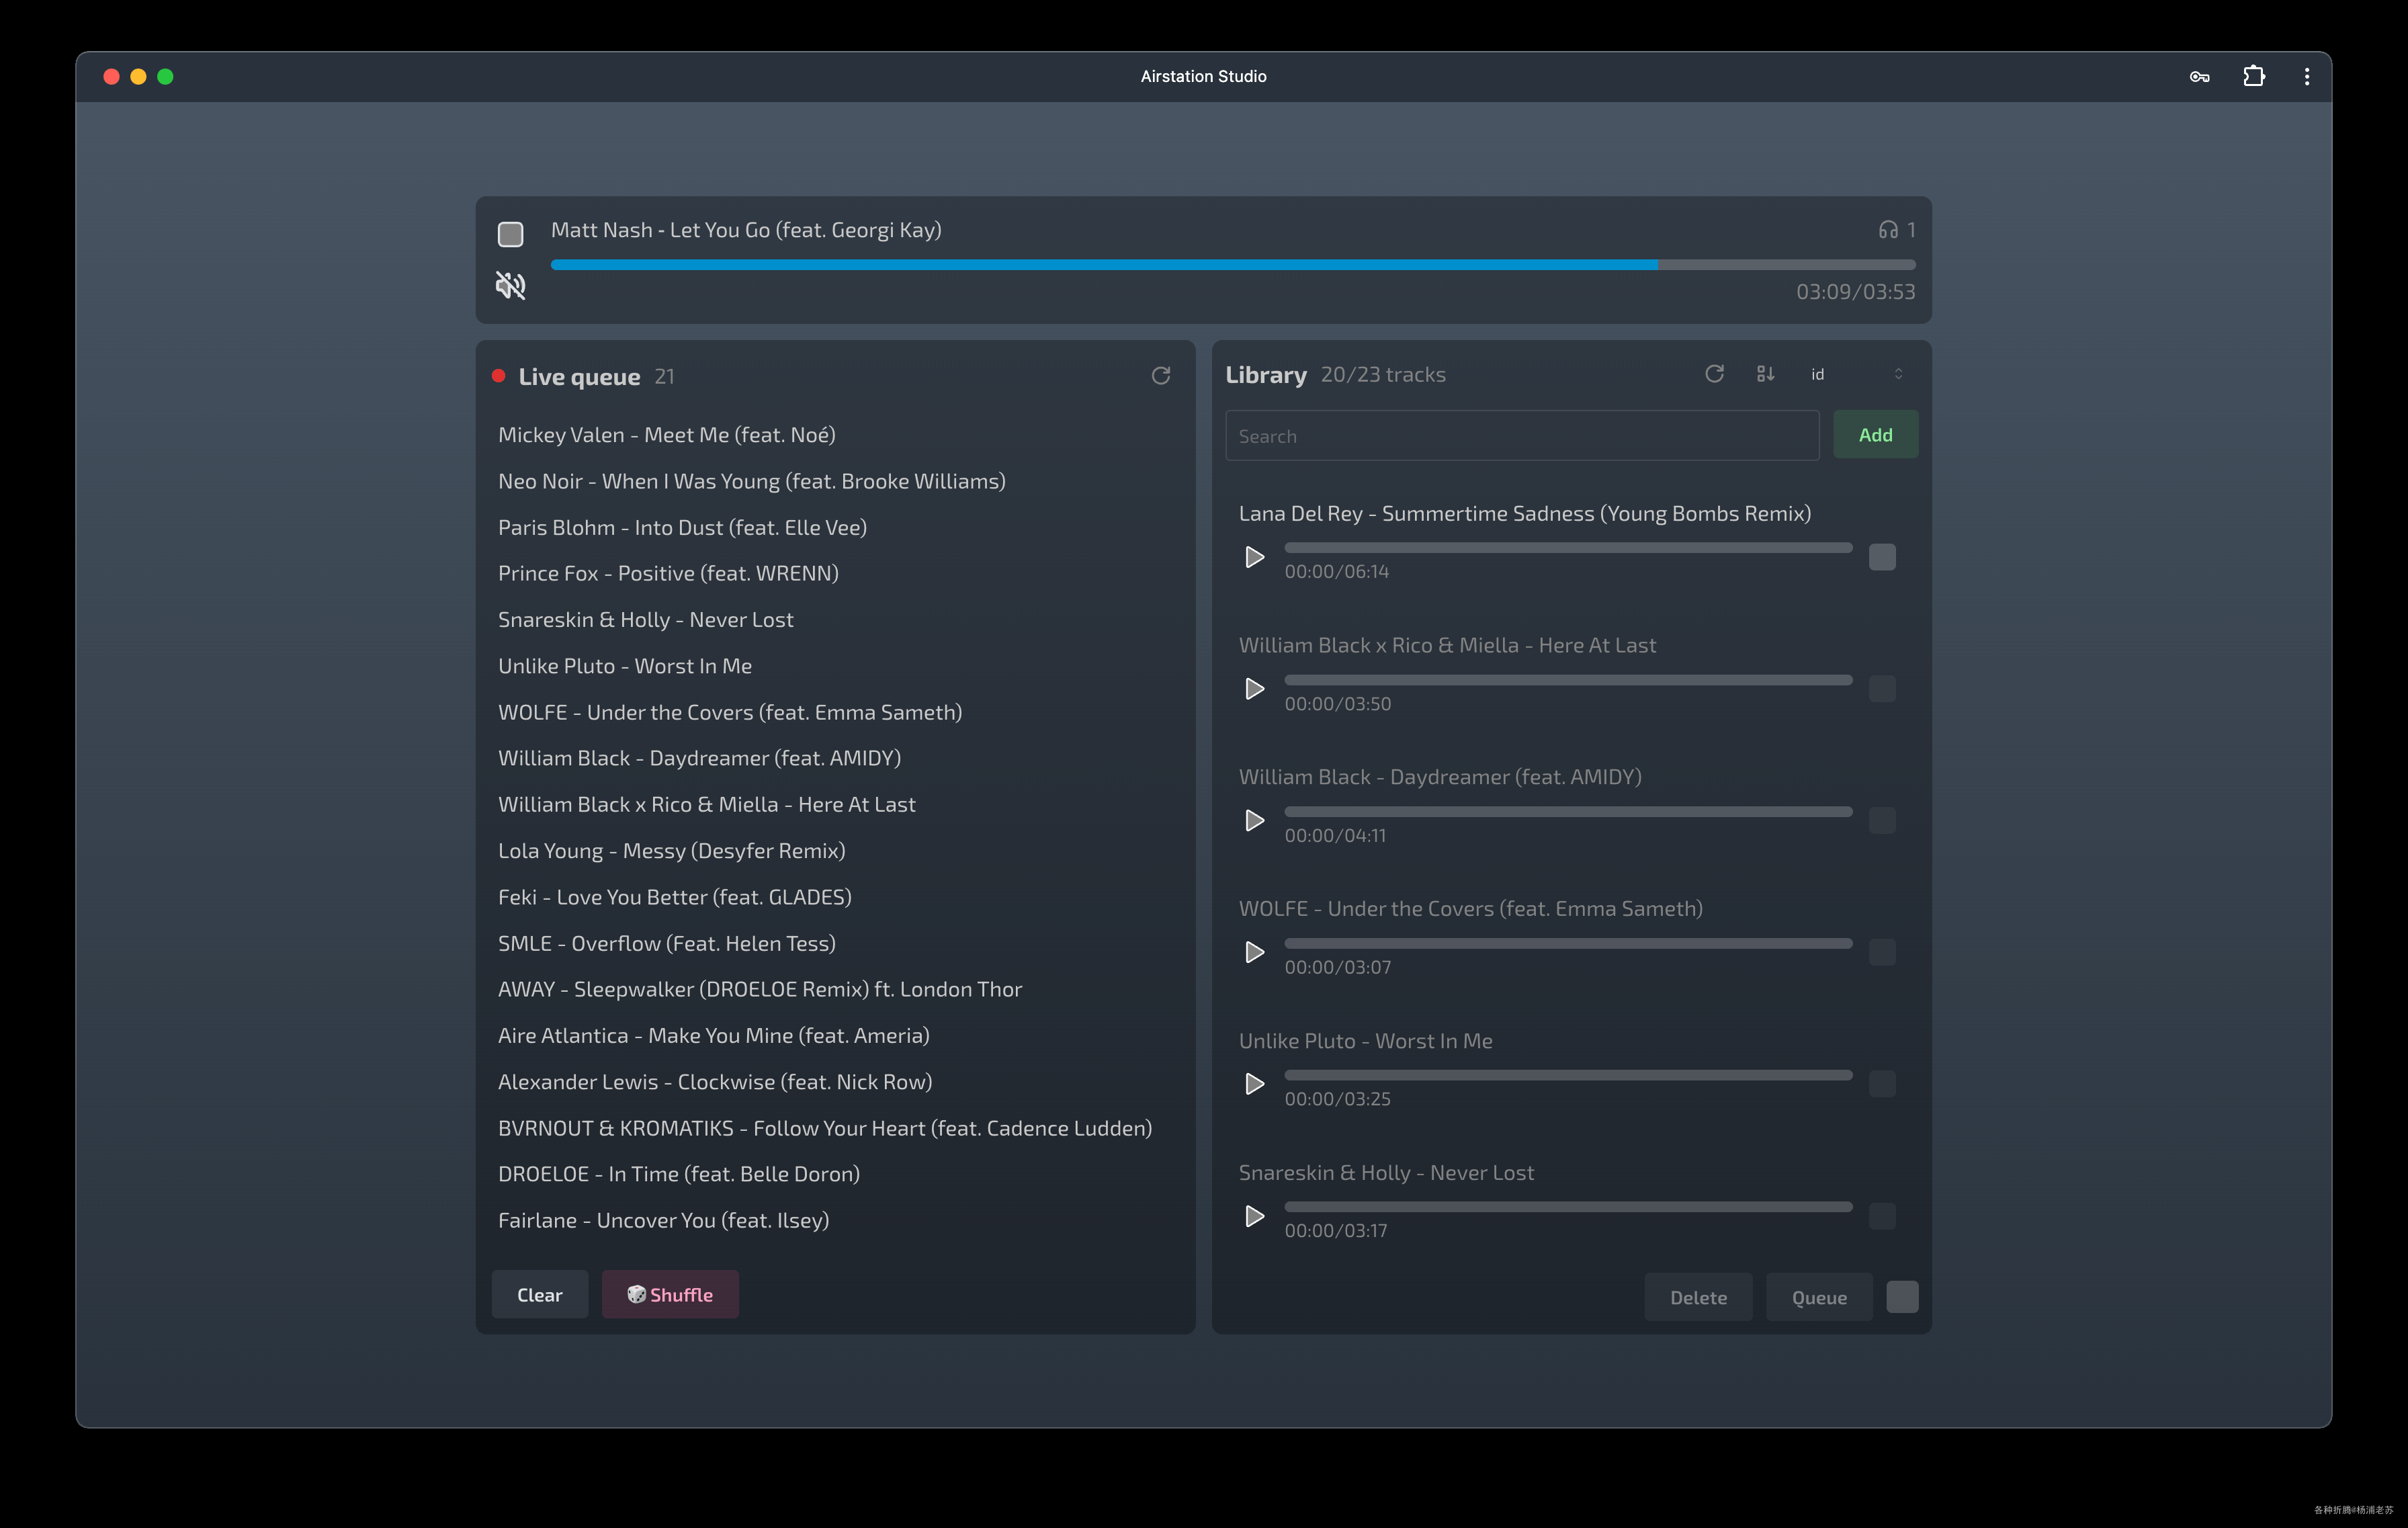 Airstation Studio
Matt Nash - Let You Go (feat. Georgi Kay)
1
03:09/03:53
Live queue 21
Mickey Valen - Meet Me (feat. Noé)
Neo Noir - When I Was Young (feat. Brooke Williams)
Paris Blohm - Into Dust (feat. Elle Vee)
Prince Fox - Positive (feat. WRENN)
Snareskin & Holly - Never Lost
Unlike Pluto - Worst In Me
WOLFE - Under the Covers (feat. Emma Sameth)
William Black - Daydreamer (feat. AMIDY)
William Black x Rico & Miella - Here At Last
Lola Young - Messy (Desyfer Remix)
Feki - Love You Better (feat. GLADES)
SMLE - Overflow (Feat. Helen Tess)
AWAY - Sleepwalker (DROELOE Remix) ft. London Thor
Aire Atlantica - Make You Mine (feat. Ameria)
Alexander Lewis - Clockwise (feat. Nick Row)
BVRNOUT & KROMATIKS - Follow Your Heart (feat. Cadence Ludden)
DROELOE - In Time (feat. Belle Doron)
Fairlane - Uncover You (feat. Ilsey)
Clear
Shuffle
Library 20/23 tracks
id
Search
Add
Lana Del Rey - Summertime Sadness (Young Bombs Remix)
00:00/06:14
William Black x Rico & Miella - Here At Last
00:00/03:50
William Black - Daydreamer (feat. AMIDY)
00:00/04:11
WOLFE - Under the Covers (feat. Emma Sameth)
00:00/03:07
Unlike Pluto - Worst In Me
00:00/03:25
Snareskin & Holly - Never Lost
00:00/03:17
Delete
Queue
各种折腾@杨浦老苏